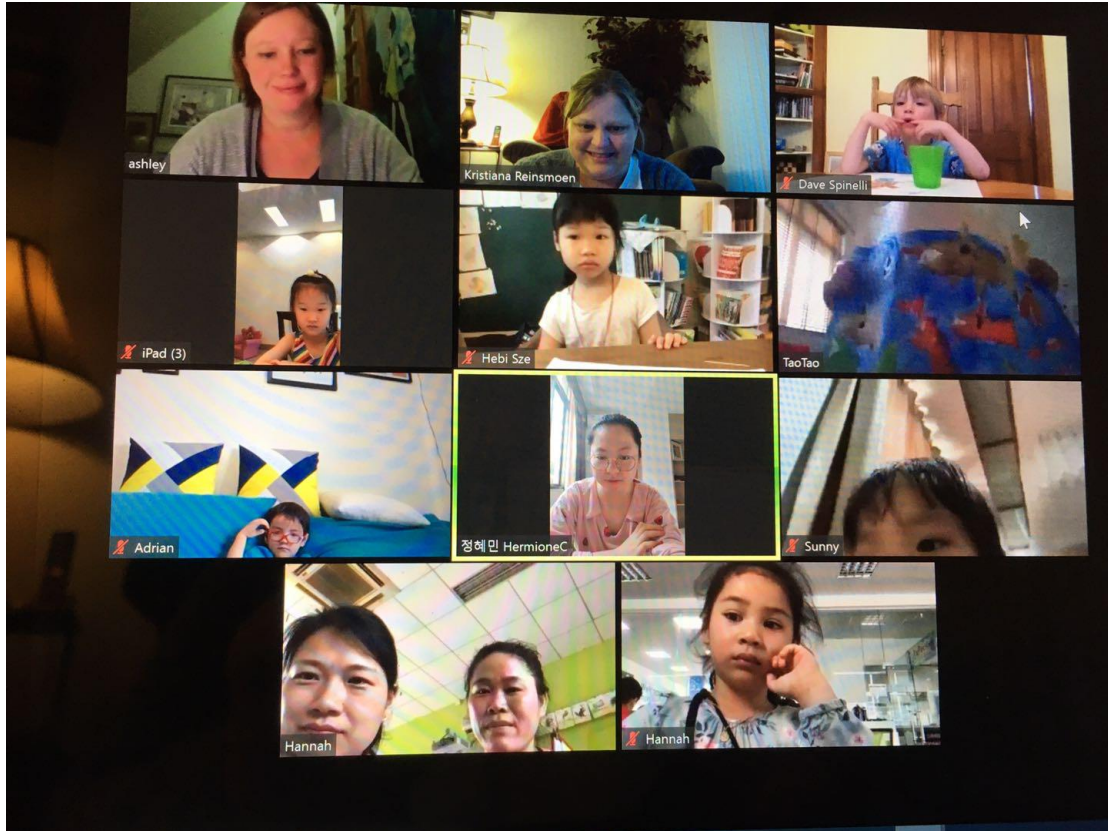 ashley
Kristiana Reinsmoen
Dave Spinelli
iPad (3)
Hebi Sze
TaoTao
Adrian
정혜민 HermioneC
Sunny
Hannah
Hannah